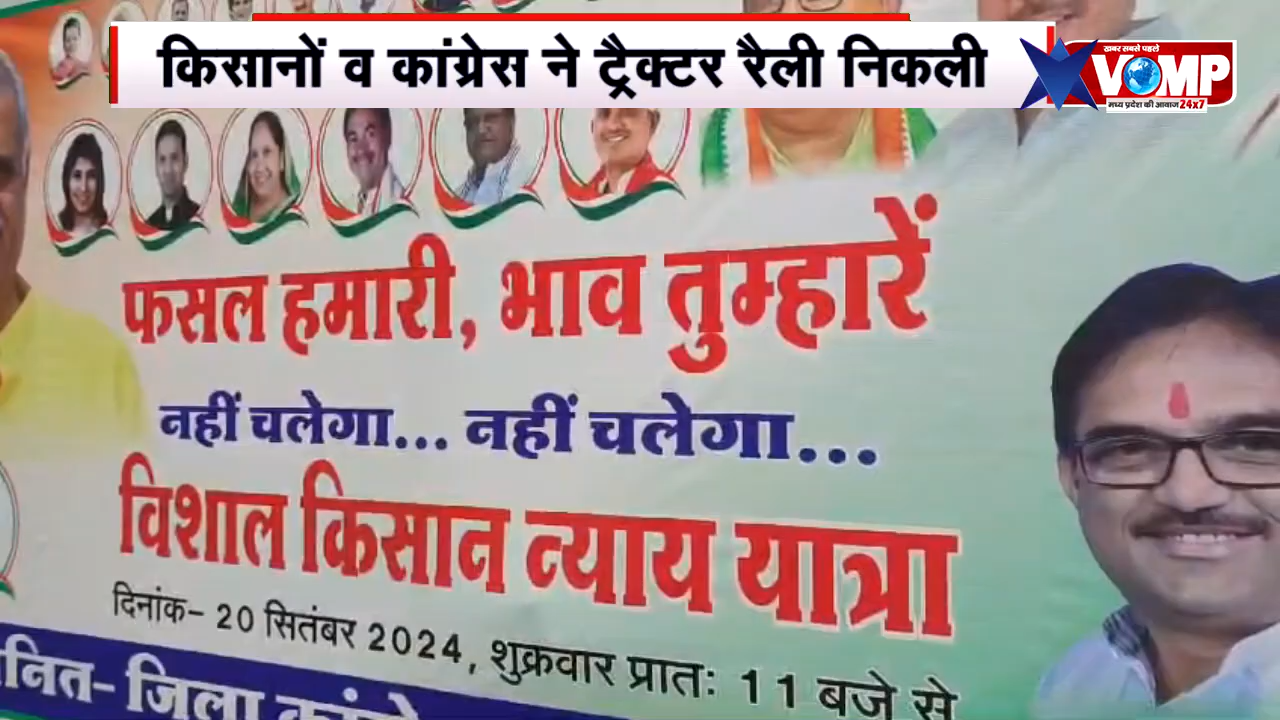 किसानों व कांग्रेस ने ट्रैक्टर रैली निकली
खबर सबसे पहले
VOMP
मध्य प्रदेश की आवाज 24x7
फसल हमारी, भाव तुम्हारें
नहीं चलेगा... नहीं चलेगा...
विशाल किसान न्याय यात्रा
दिनांक- 20 सितंबर 2024, शुक्रवार प्रातः 11 बजे से
जिला